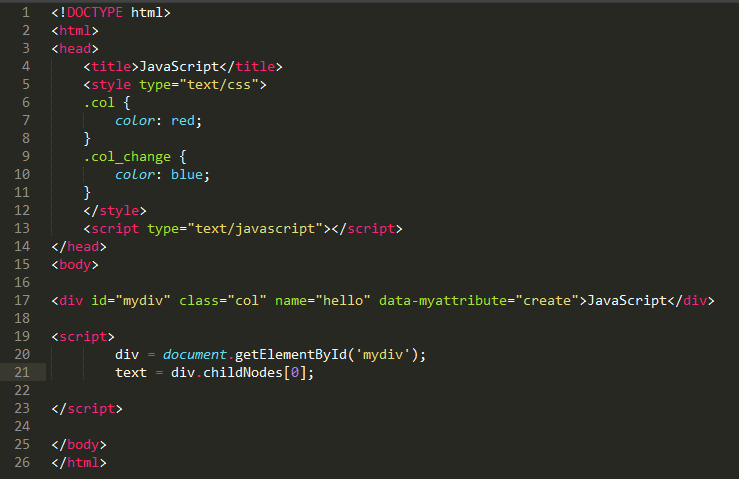 1 <!DOCTYPE html>
2 <html>
3 <head>
4     <title>JavaScript</title>
5     <style type="text/css">
6     .col {
7         color: red;
8     }
9     .col_change {
10         color: blue;
11     }
12     </style>
13     <script type="text/javascript"></script>
14 </head>
15 <body>
16
17 <div id="mydiv" class="col" name="hello" data-myattribute="create">JavaScript</div>
18
19 <script>
20         div = document.getElementById('mydiv');
21         text = div.childNodes[0];
22
23 </script>
24
25 </body>
26 </html>